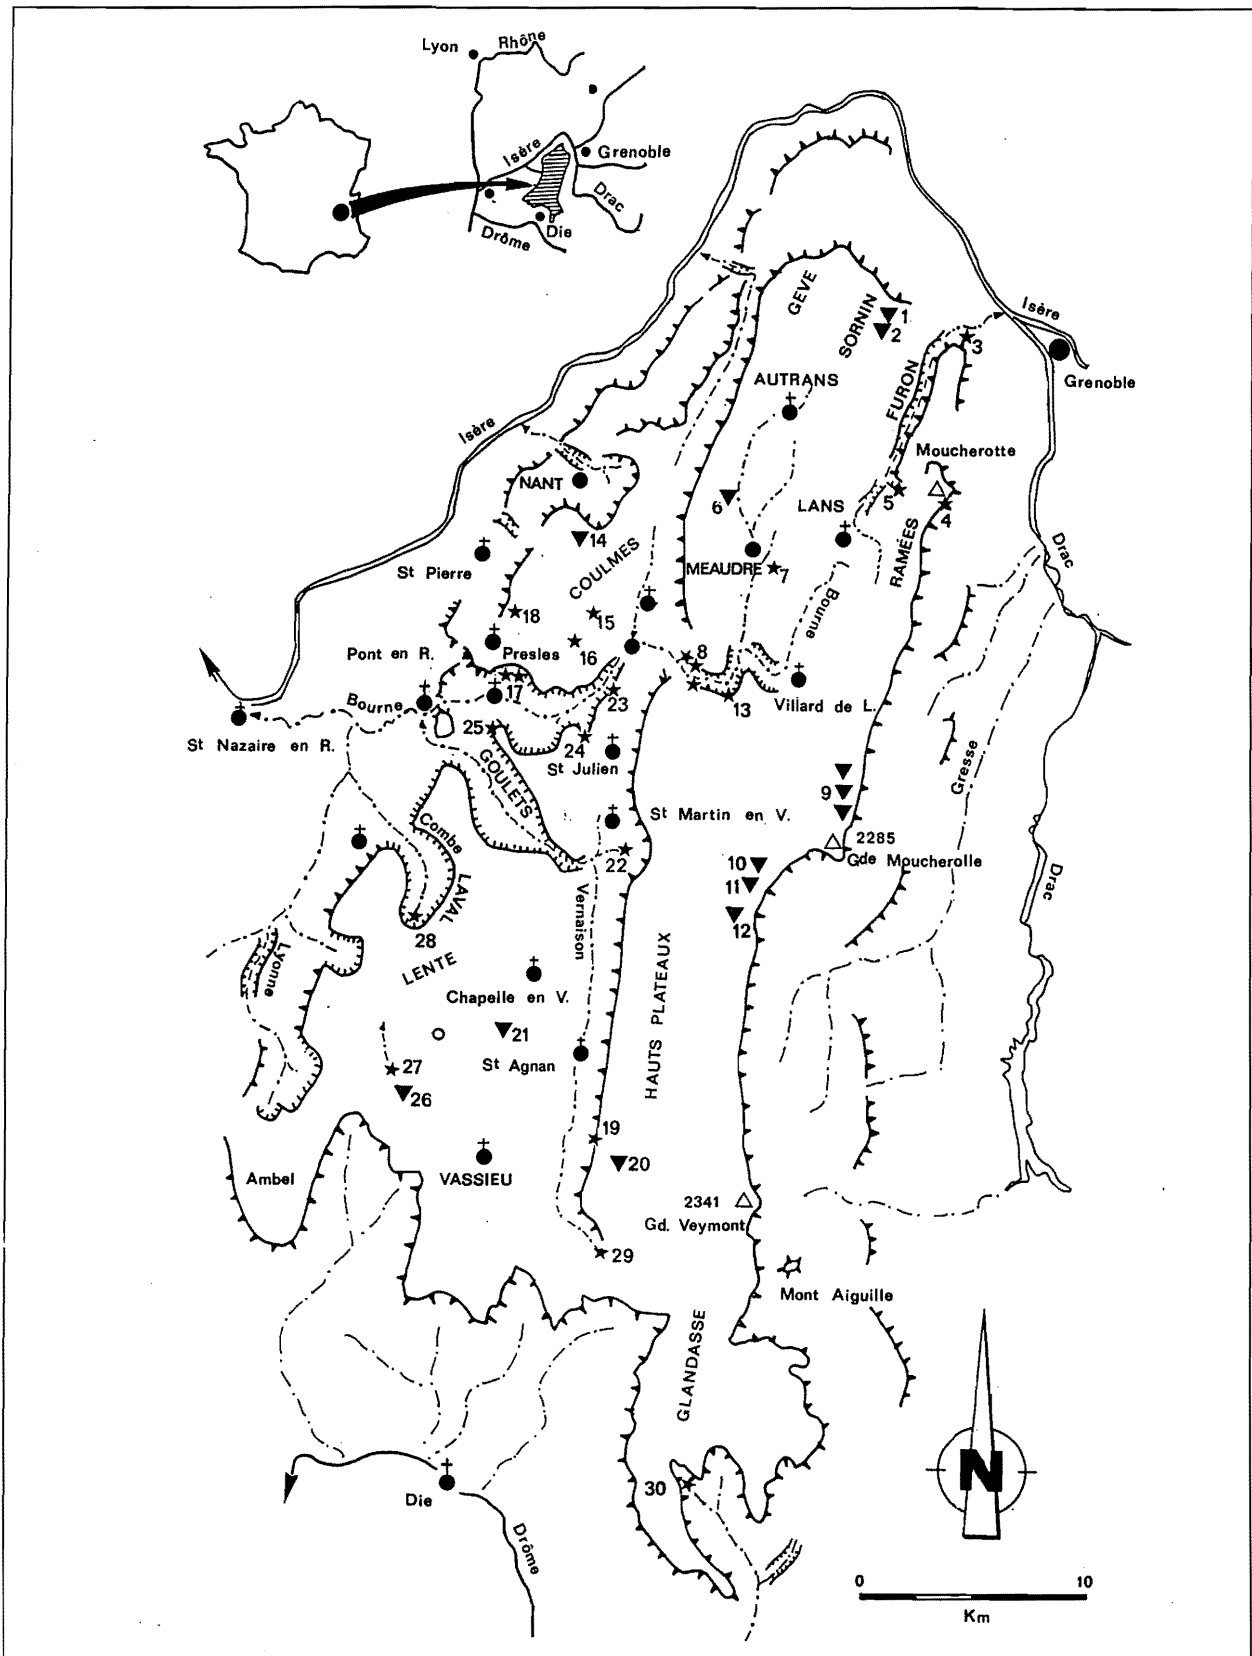 Lyon
Rhône
Isère
Grenoble
Drac
Die
Drôme
GEVE
SORNIN
1
2
3
Isère
Grenoble
AUTRANS
FURON
Moucherotte
Isère
NANT
6
LANS
5
4
RAMÉES
14
St Pierre
COULMES
MEAUDRE
7
Drac
Bourne
18
15
16
Pont en R.
Presles
8
17
Bourne
23
13
Villard de L.
St Nazaire en R.
25
24
St Julien
GOULETS
Gresse
9
St Martin en V.
Combe
LAVAL
22
2285
Gde Moucherolle
10
11
12
Vernaison
Drac
28
LENTE
Lyonne
HAUTS PLATEAUX
Chapelle en V.
21
St Agnan
27
26
19
20
Ambel
VASSIEU
2341
Gd. Veymont
29
Mont Aiguille
GLANDASSE
30
N
Die
Drôme
0 10
Km